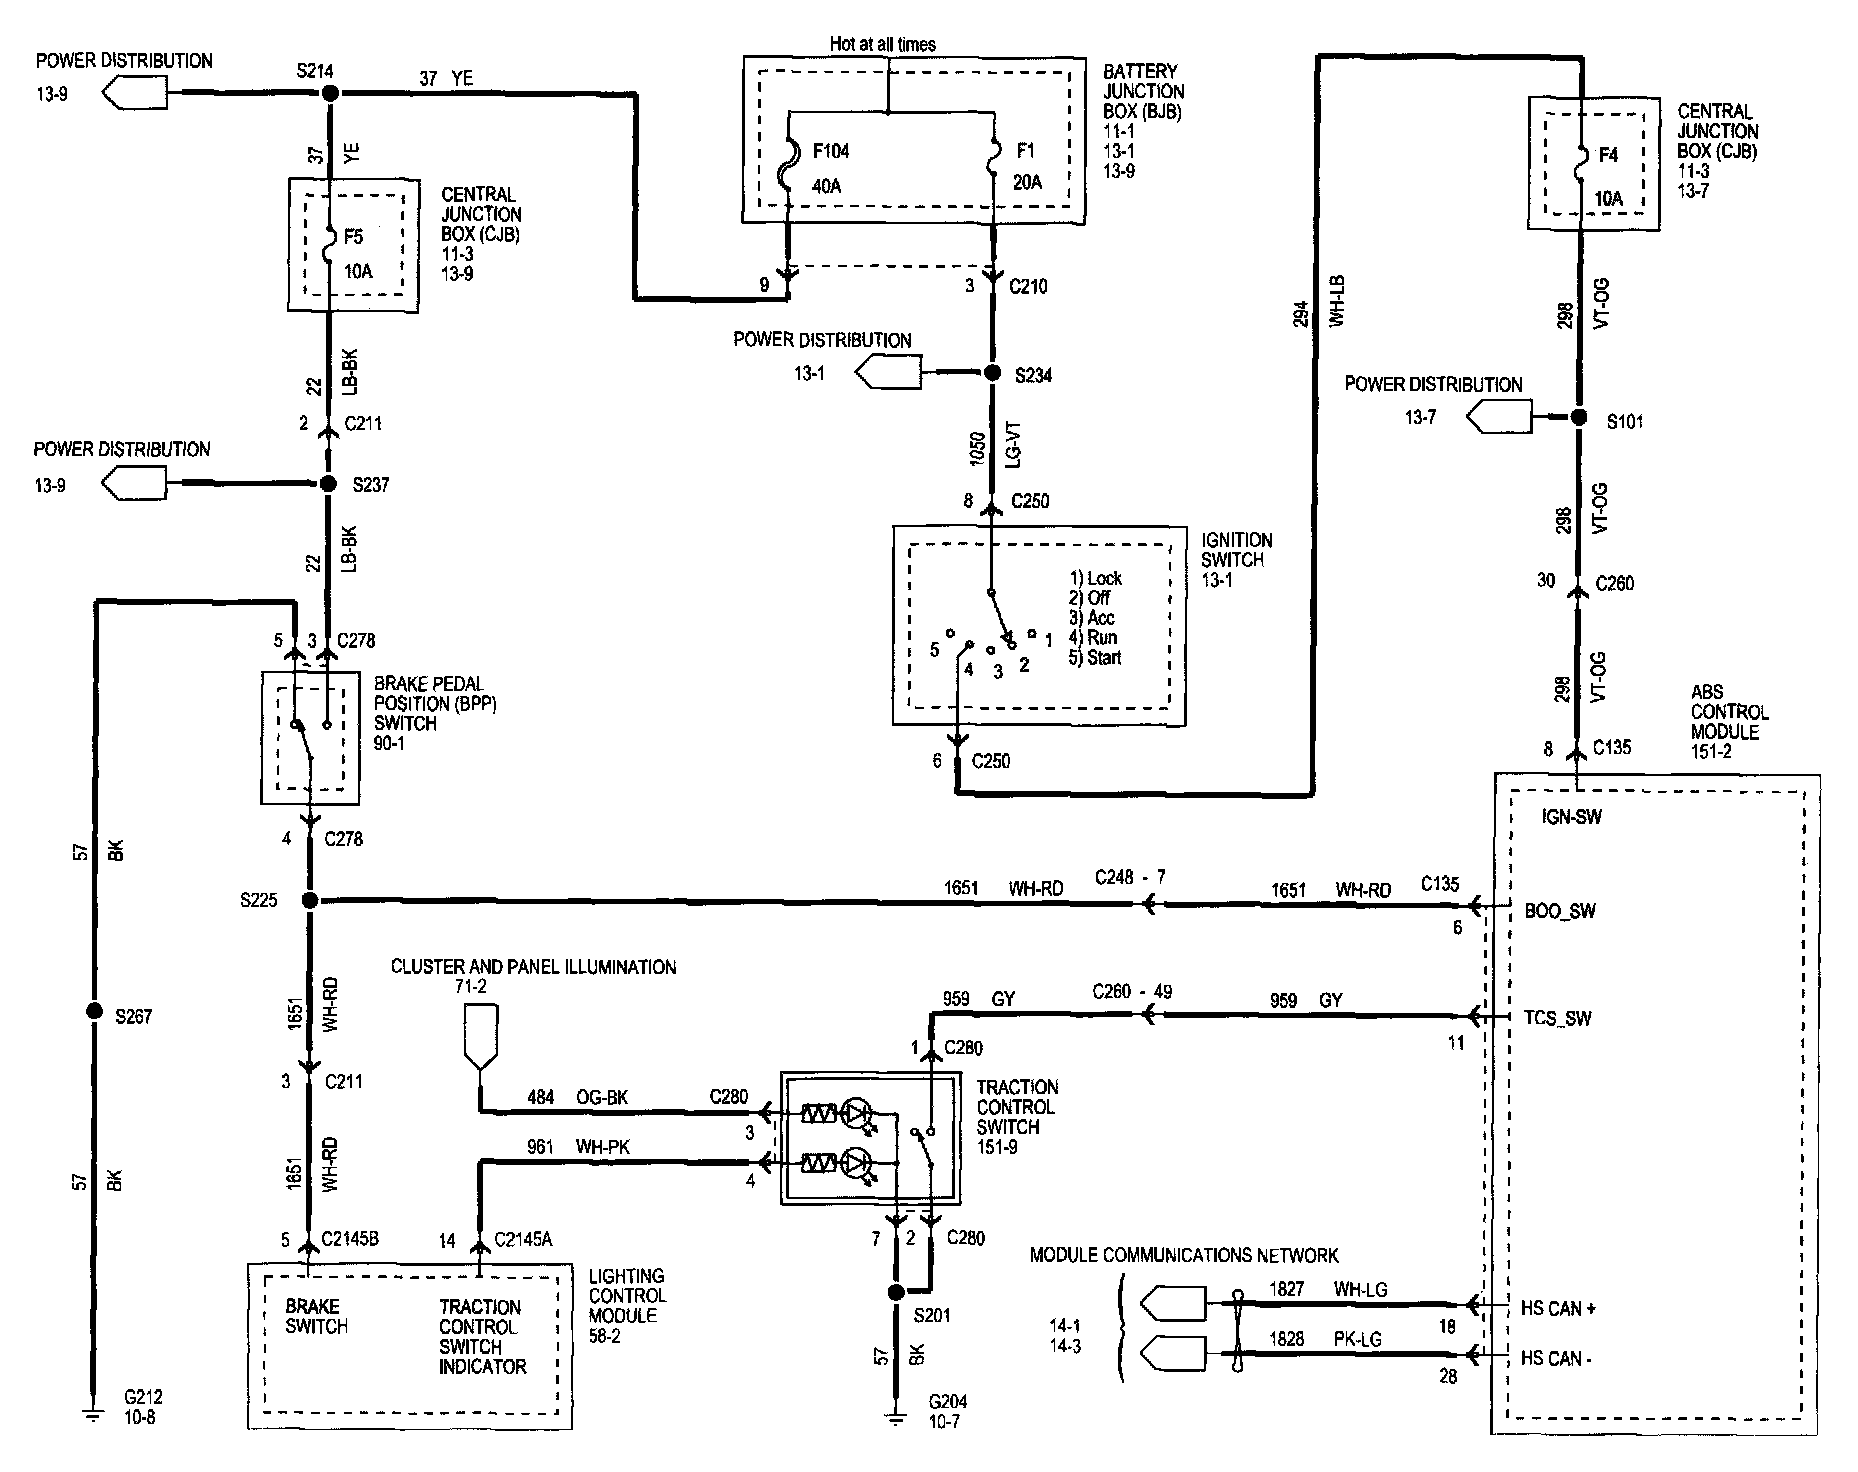 Hot at all times
POWER DISTRIBUTION
13-9
S214
37 YE
37
YE
CENTRAL
JUNCTION
BOX (CJB)
11-3
13-9
F5
10A
BATTERY
JUNCTION
BOX (BJB)
11-1
13-1
13-9
F104
40A
F1
20A
9
3
C210
CENTRAL
JUNCTION
BOX (CJB)
11-3
13-7
F4
10A
294
WH-LB
298
VT-OG
POWER DISTRIBUTION
13-1
S234
POWER DISTRIBUTION
13-7
S101
22
LB-BK
2
C211
POWER DISTRIBUTION
13-9
S237
22
LB-BK
1050
LG-VT
8
C250
298
VT-OG
30
C260
298
VT-OG
IGNITION
SWITCH
13-1
1) Lock
2) Off
3) Acc
4) Run
5) Start
5
4
3
2
1
6
C250
5
3
C278
BRAKE PEDAL
POSITION (BPP)
SWITCH
90-1
4
C278
57
BK
ABS
CONTROL
MODULE
151-2
8
C135
IGN-SW
S225
1651 WH-RD
C248 - 7
1651 WH-RD
C135
6
BOO_SW
CLUSTER AND PANEL ILLUMINATION
71-2
1651
WH-RD
S267
959 GY
C260 - 49
959 GY
11
TCS_SW
1
C280
3
C211
484 OG-BK
C280
3
TRACTION
CONTROL
SWITCH
151-9
961 WH-PK
4
57
BK
1651
WH-RD
7
2
C280
5
C2145B
14
C2145A
LIGHTING
CONTROL
MODULE
58-2
BRAKE
SWITCH
TRACTION
CONTROL
SWITCH
INDICATOR
S201
57
BK
G204
10-7
G212
10-8
MODULE COMMUNICATIONS NETWORK
14-1
14-3
1827 WH-LG
18
HS CAN +
1828 PK-LG
28
HS CAN -